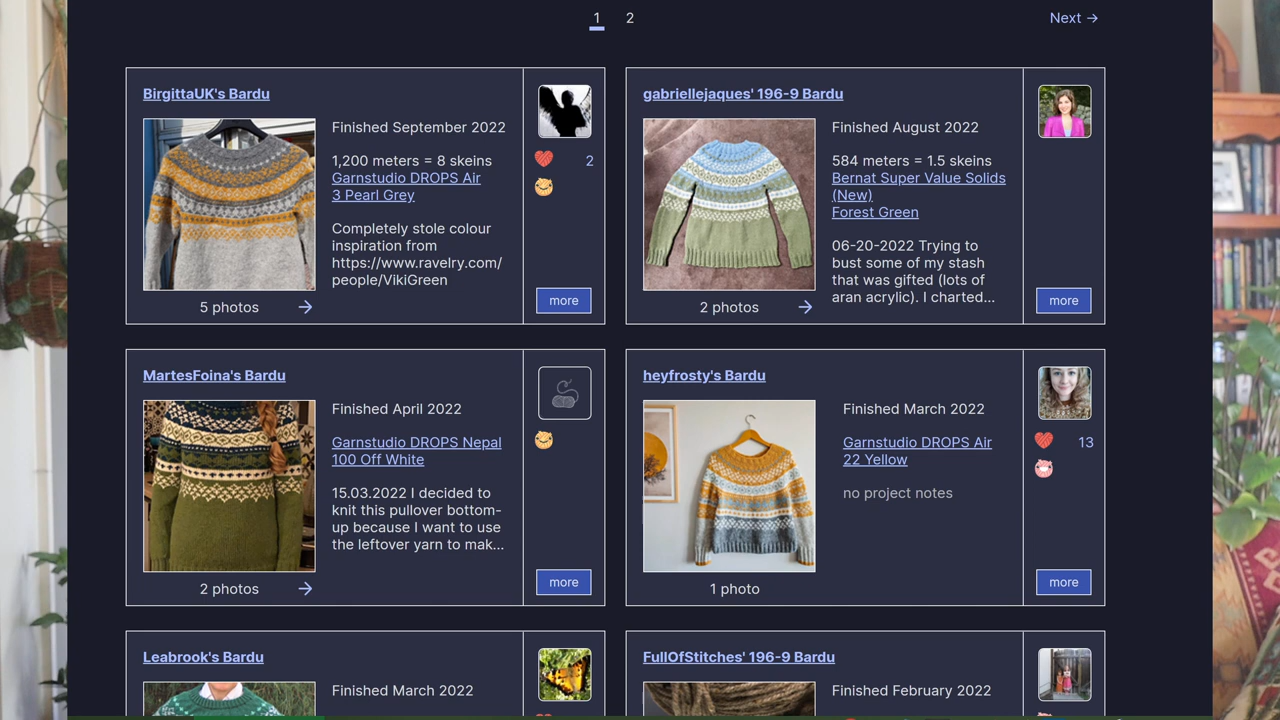 1 2 Next →
BirgittaUK's Bardu
Finished September 2022
1,200 meters = 8 skeins
Garnstudio DROPS Air
3 Pearl Grey
Completely stole colour
inspiration from
https://www.ravelry.com/
people/VikiGreen
5 photos →
2
more
gabriellejaques' 196-9 Bardu
Finished August 2022
584 meters = 1.5 skeins
Bernat Super Value Solids
(New)
Forest Green
06-20-2022 Trying to
bust some of my stash
that was gifted (lots of
aran acrylic). I charted...
2 photos →
more
MartesFoina's Bardu
Finished April 2022
Garnstudio DROPS Nepal
100 Off White
15.03.2022 I decided to
knit this pullover bottom-
up because I want to use
the leftover yarn to mak...
2 photos →
more
heyfrosty's Bardu
Finished March 2022
Garnstudio DROPS Air
22 Yellow
no project notes
1 photo
13
more
Leabrook's Bardu
Finished March 2022
FullOfStitches' 196-9 Bardu
Finished February 2022